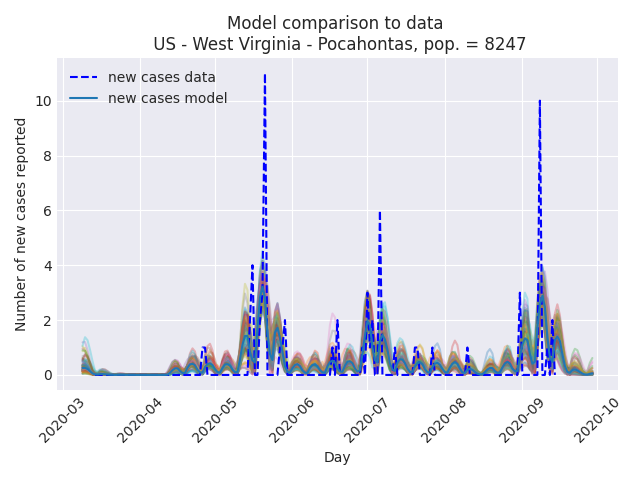 Model comparison to data
US - West Virginia - Pocahontas, pop. = 8247
new cases data
new cases model
Number of new cases reported
10
8
6
4
2
0
2020-03
2020-04
2020-05
2020-06
2020-07
2020-08
2020-09
2020-10
Day